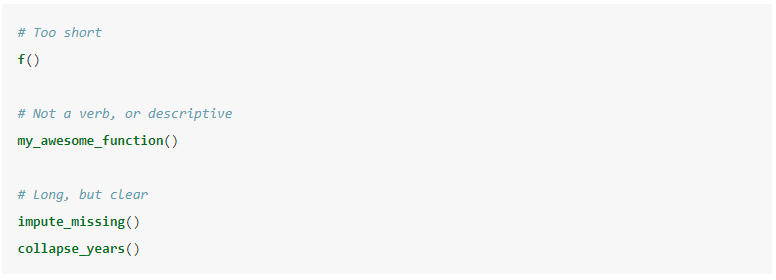 # Too short
f()
# Not a verb, or descriptive
my_awesome_function()
# Long, but clear
impute_missing()
collapse_years()